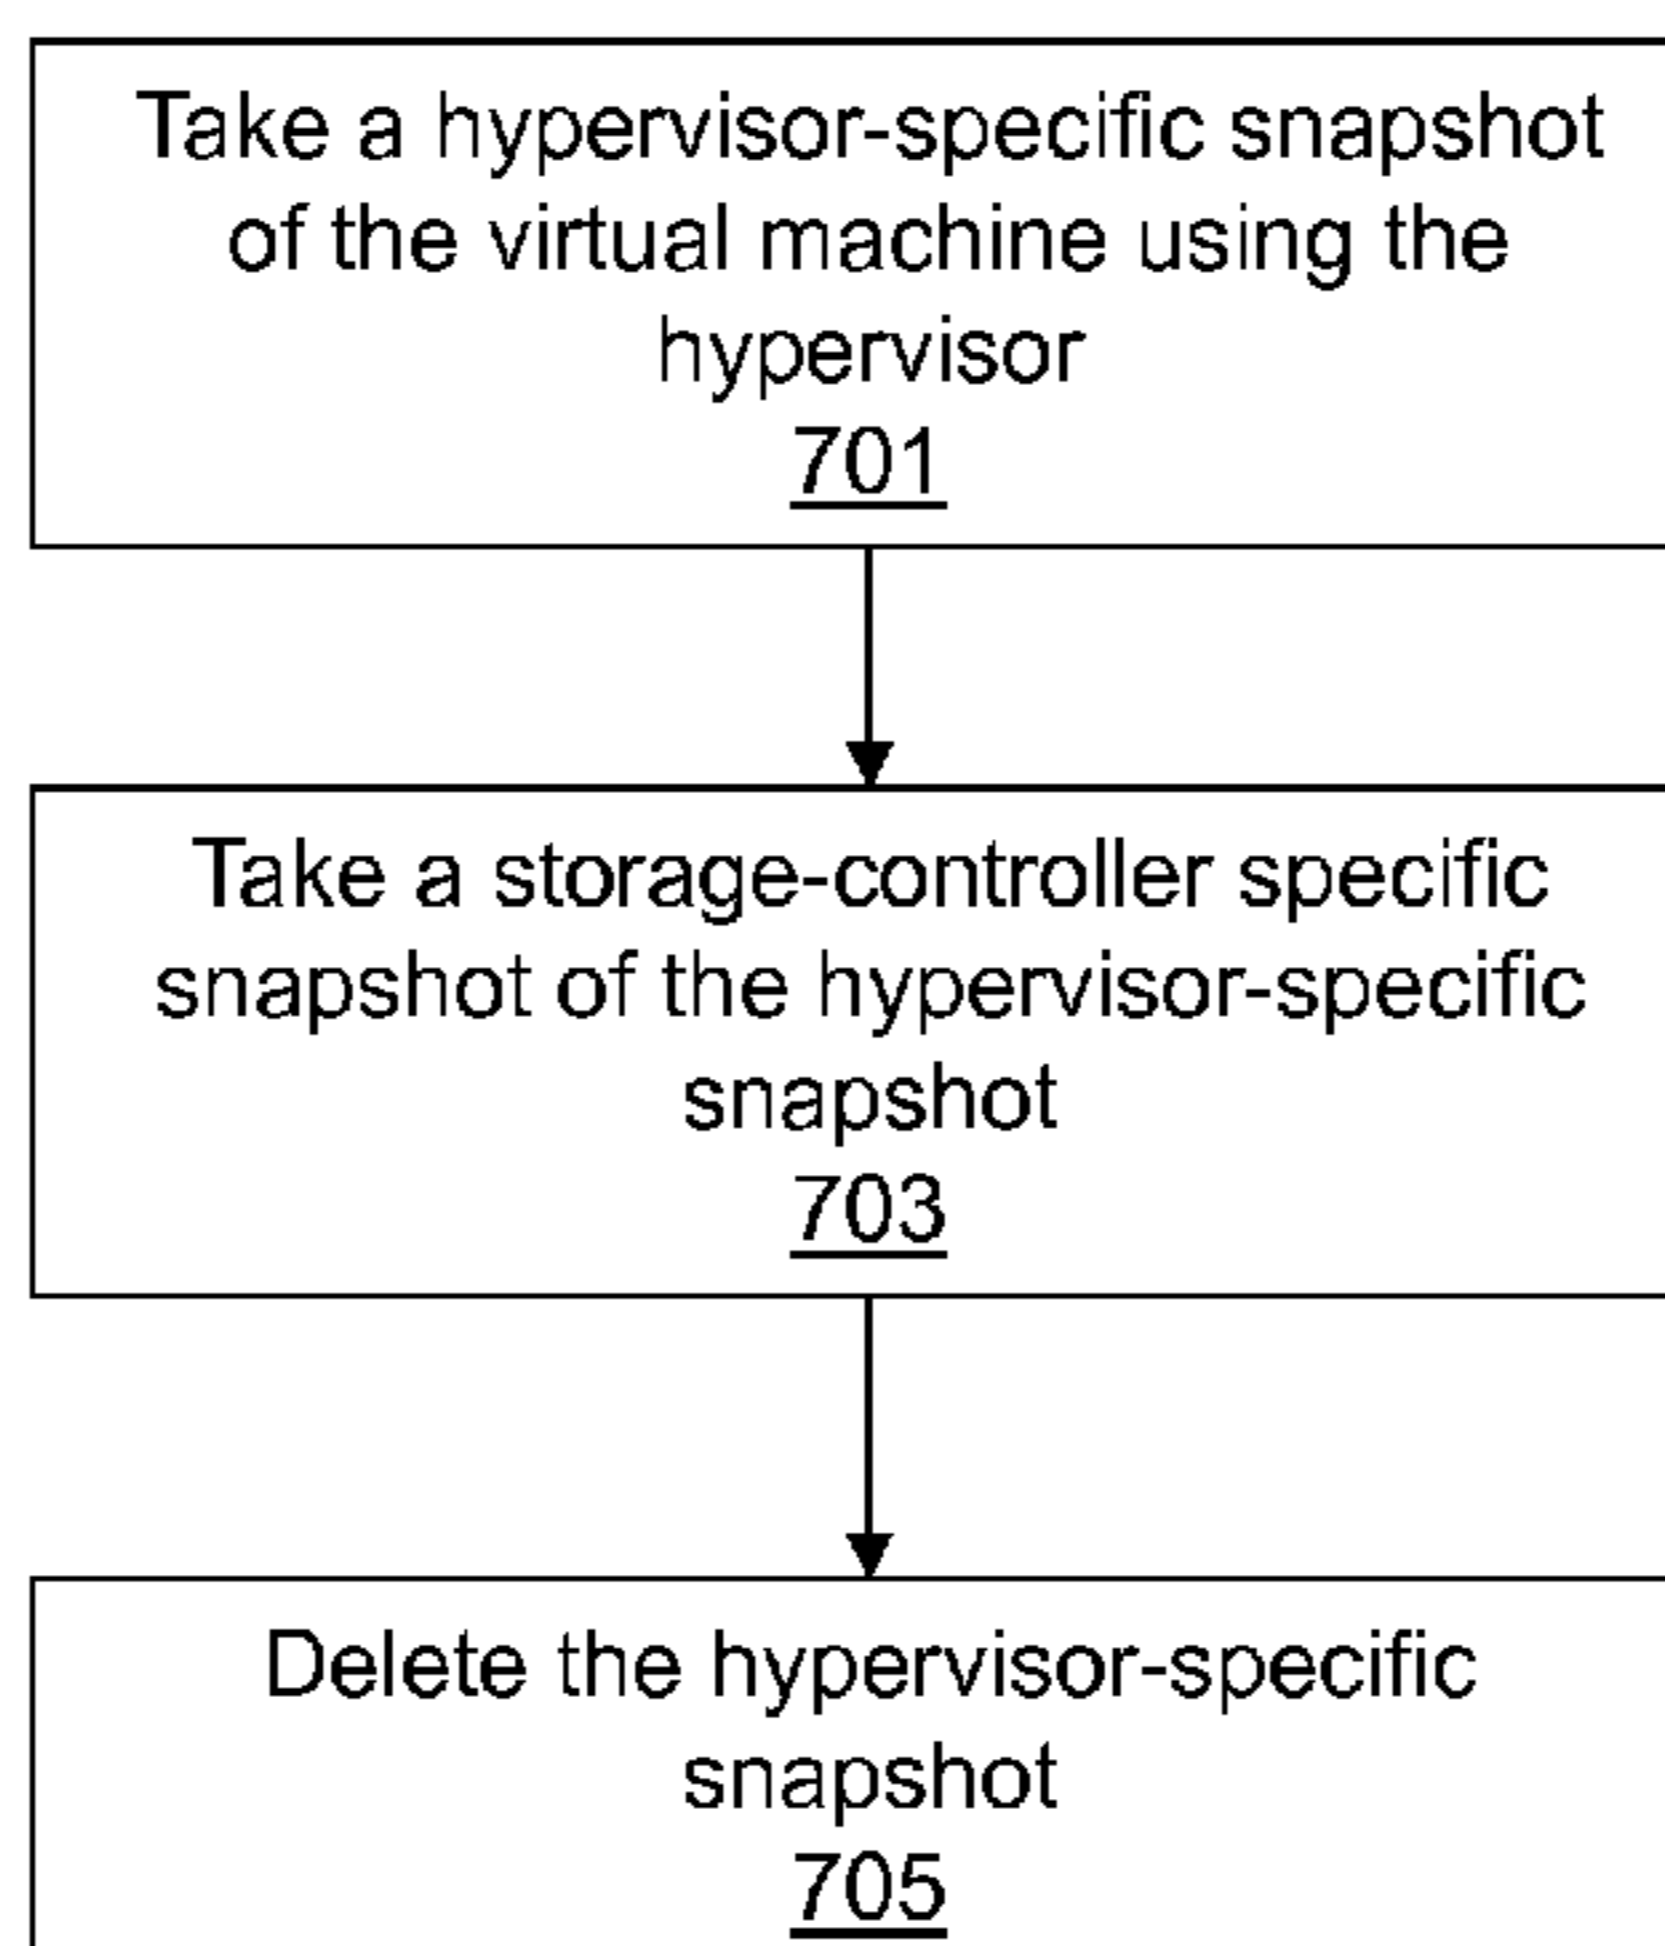 Take a hypervisor-specific snapshot
of the virtual machine using the
hypervisor
701
Take a storage-controller specific
snapshot of the hypervisor-specific
snapshot
703
Delete the hypervisor-specific
snapshot
705